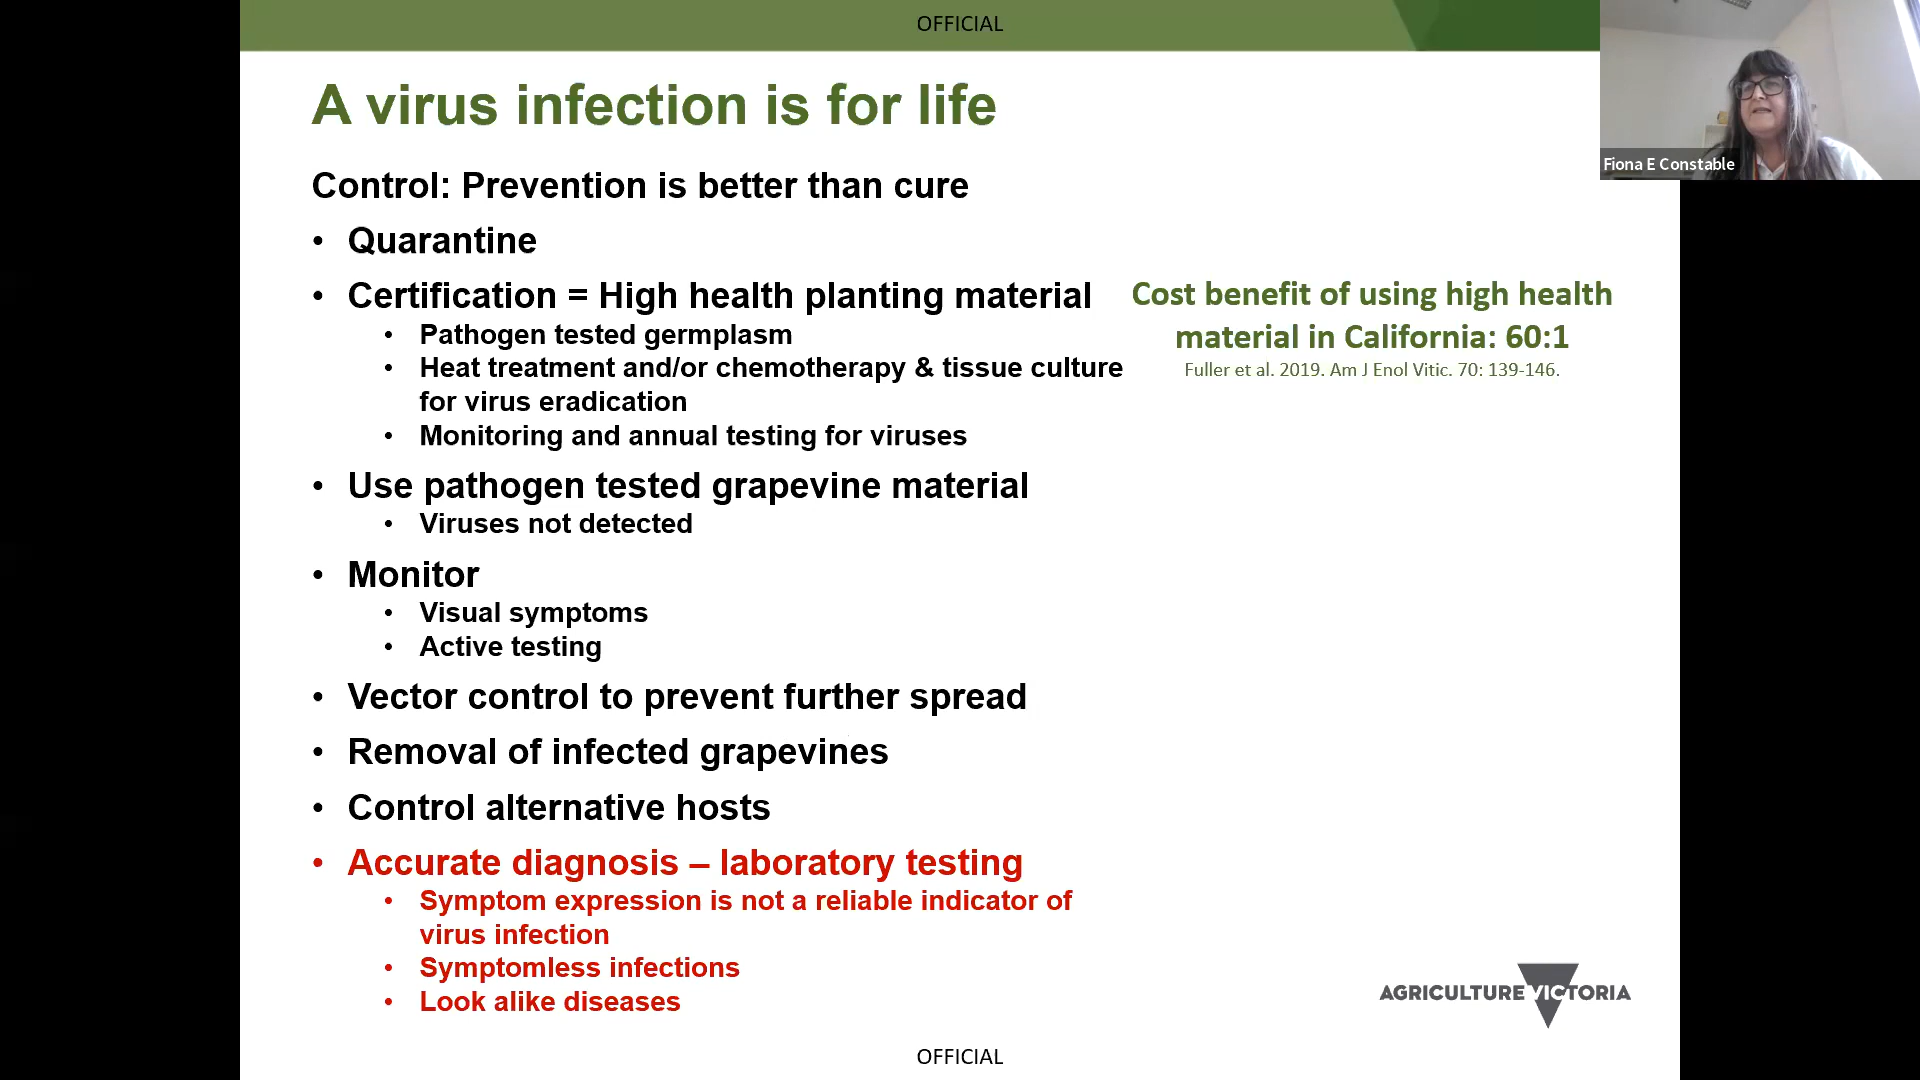 OFFICIAL
A virus infection is for life
Fiona E Constable
Control: Prevention is better than cure
• Quarantine
• Certification = High health planting material
• Pathogen tested germplasm
• Heat treatment and/or chemotherapy & tissue culture
for virus eradication
• Monitoring and annual testing for viruses
Cost benefit of using high health
material in California: 60:1
Fuller et al. 2019. Am J Enol Vitic. 70: 139-146.
• Use pathogen tested grapevine material
• Viruses not detected
• Monitor
• Visual symptoms
• Active testing
• Vector control to prevent further spread
• Removal of infected grapevines
• Control alternative hosts
• Accurate diagnosis – laboratory testing
• Symptom expression is not a reliable indicator of
virus infection
• Symptomless infections
• Look alike diseases
AGRICULTURE VICTORIA
OFFICIAL